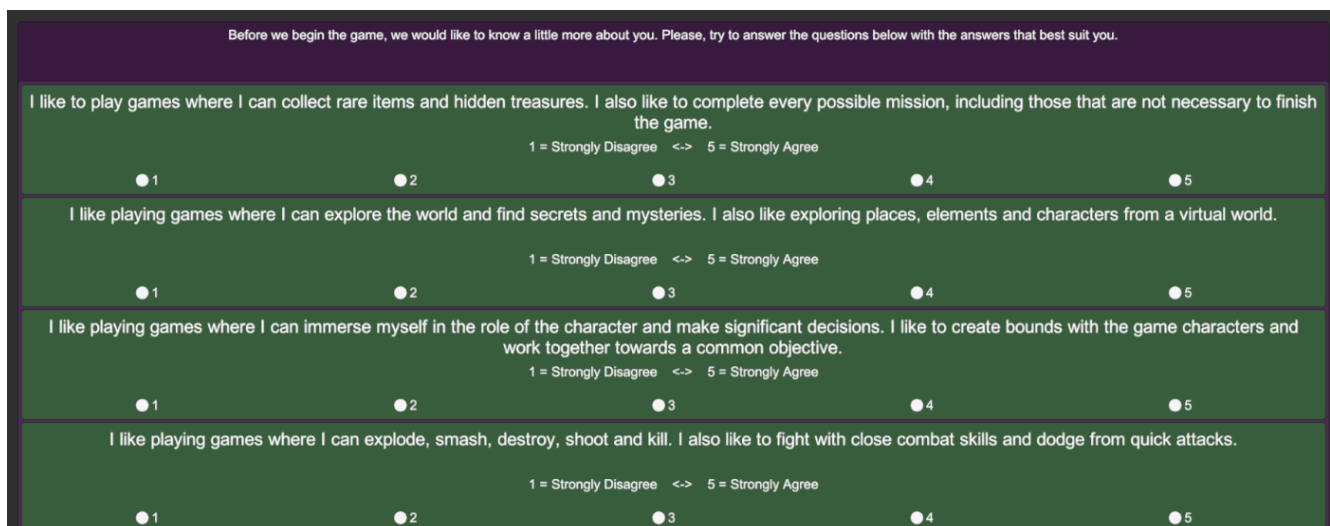 Before we begin the game, we would like to know a little more about you. Please, try to answer the questions below with the answers that best suit you.
I like to play games where I can collect rare items and hidden treasures. I also like to complete every possible mission, including those that are not necessary to finish
the game.
1 = Strongly Disagree <-> 5 = Strongly Agree
1 2 3 4 5
I like playing games where I can explore the world and find secrets and mysteries. I also like exploring places, elements and characters from a virtual world.
1 = Strongly Disagree <-> 5 = Strongly Agree
1 2 3 4 5
I like playing games where I can immerse myself in the role of the character and make significant decisions. I like to create bounds with the game characters and
work together towards a common objective.
1 = Strongly Disagree <-> 5 = Strongly Agree
1 2 3 4 5
I like playing games where I can explode, smash, destroy, shoot and kill. I also like to fight with close combat skills and dodge from quick attacks.
1 = Strongly Disagree <-> 5 = Strongly Agree
1 2 3 4 5